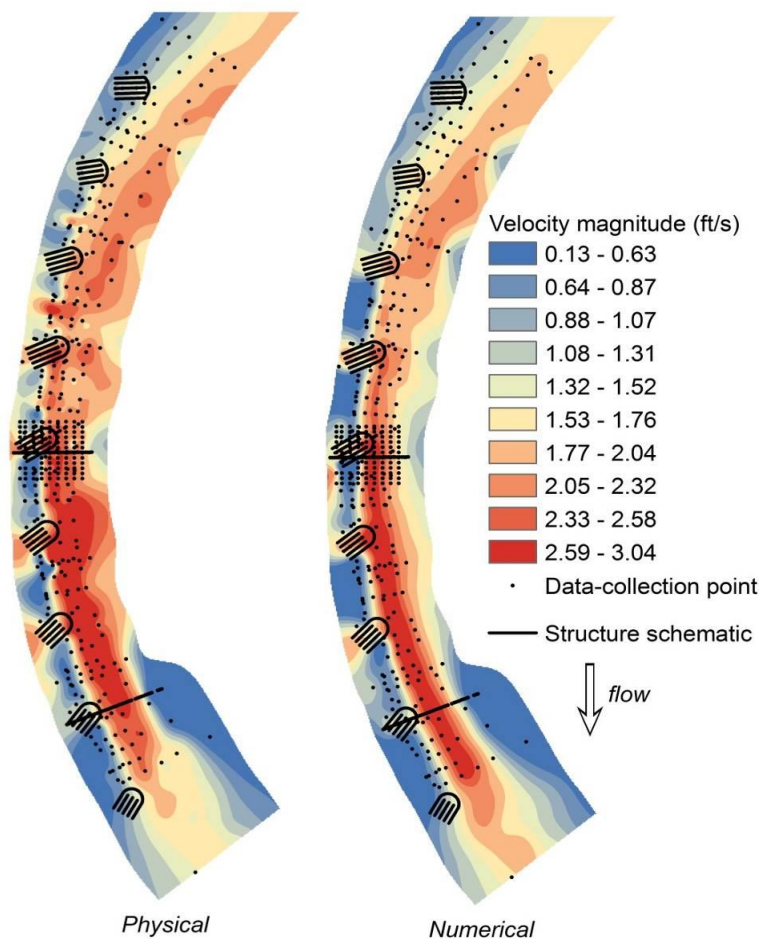 Velocity magnitude (ft/s)
0.13 - 0.63
0.64 - 0.87
0.88 - 1.07
1.08 - 1.31
1.32 - 1.52
1.53 - 1.76
1.77 - 2.04
2.05 - 2.32
2.33 - 2.58
2.59 - 3.04
Data-collection point
Structure schematic
flow
Physical
Numerical